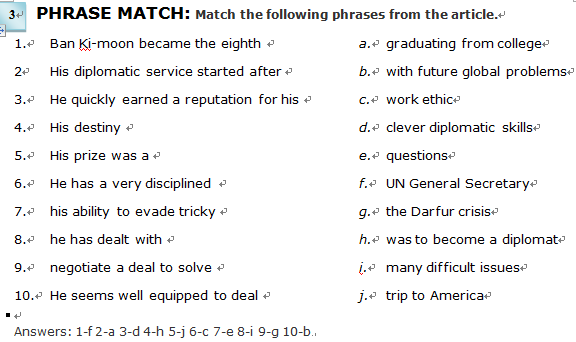 3 PHRASE MATCH: Match the following phrases from the article.
1. Ban Ki-moon became the eighth a. graduating from college
2 His diplomatic service started after b. with future global problems
3. He quickly earned a reputation for his c. work ethic
4. His destiny d. clever diplomatic skills
5. His prize was a e. questions
6. He has a very disciplined f. UN General Secretary
7. his ability to evade tricky g. the Darfur crisis
8. he has dealt with h. was to become a diplomat
9. negotiate a deal to solve i. many difficult issues
10. He seems well equipped to deal j. trip to America
Answers: 1-f 2-a 3-d 4-h 5-j 6-c 7-e 8-i 9-g 10-b.